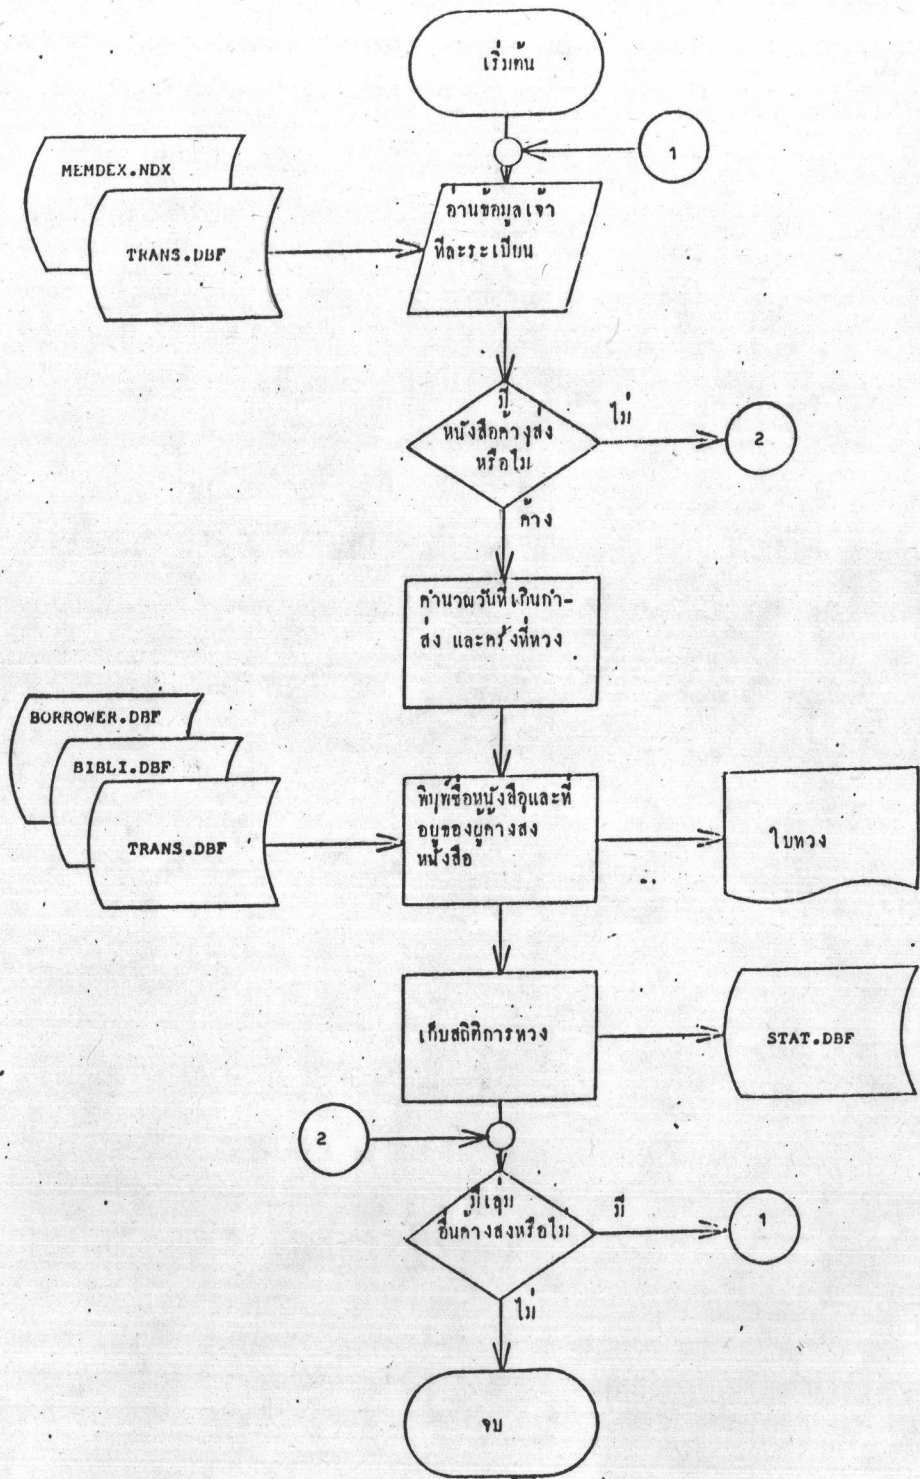 เริ่มต้น
1
MEMDEX.NDX
TRANS.DBF
อ่านข้อมูลเข้า
ทีละระเบียน
มี
หนังสือค้างส่ง
หรือไม่
ไม่
2
ค้าง
คำนวณวันที่เกินกำ-
ส่ง และครั้งที่ทวง
BORROWER.DBF
BIBLI.DBF
TRANS.DBF
พิมพ์ชื่อหนังสือและที่
อยู่ของผู้ค้างส่ง
หนังสือ
ใบทวง
เก็บสถิติการทวง
STAT.DBF
2
มีเล่ม
อื่นค้างส่งหรือไม่
มี
1
ไม่
จบ